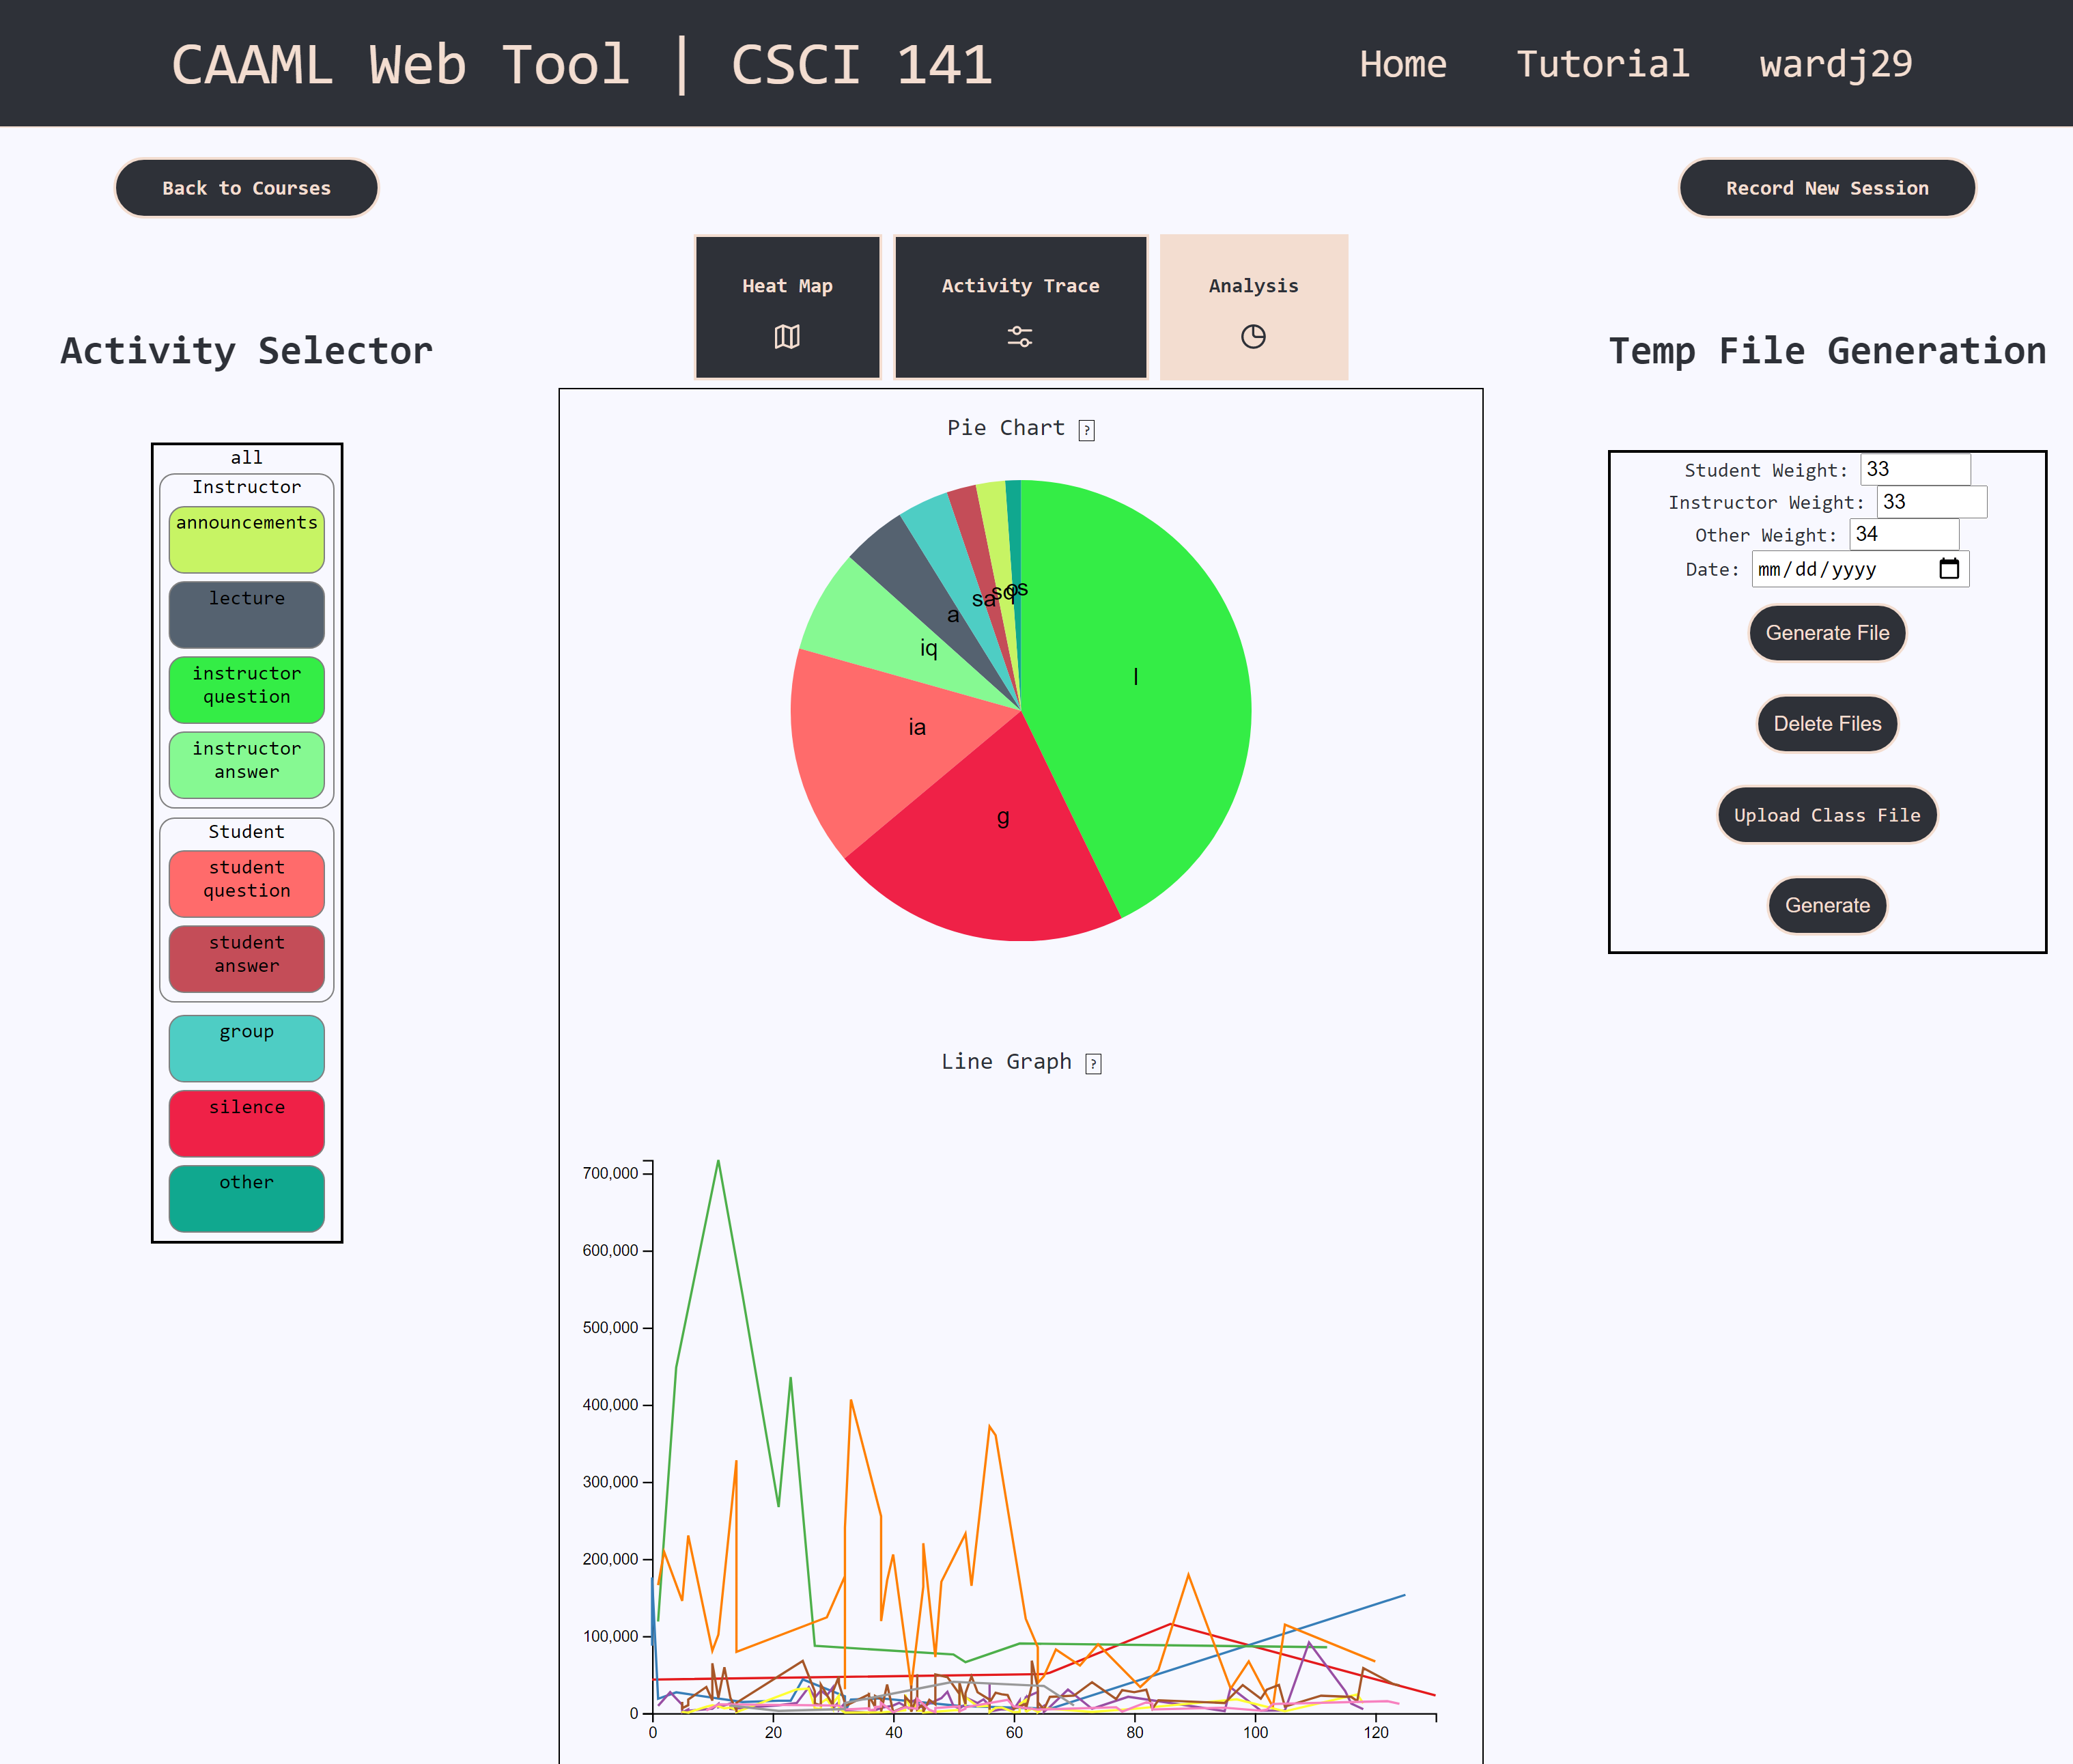 CAAML Web Tool | CSCI 141
Home Tutorial wardj29
Back to Courses
Record New Session
Heat Map
Activity Trace
Analysis
Activity Selector
all
Instructor
announcements
lecture
instructor
question
instructor
answer
Student
student
question
student
answer
group
silence
other
Pie Chart ?
l
g
ia
iq
a
sa
sq
o
s
Line Graph ?
700,000
600,000
500,000
400,000
300,000
200,000
100,000
0
0 20 40 60 80 100 120
Temp File Generation
Student Weight: 33
Instructor Weight: 33
Other Weight: 34
Date: mm/dd/yyyy
Generate File
Delete Files
Upload Class File
Generate